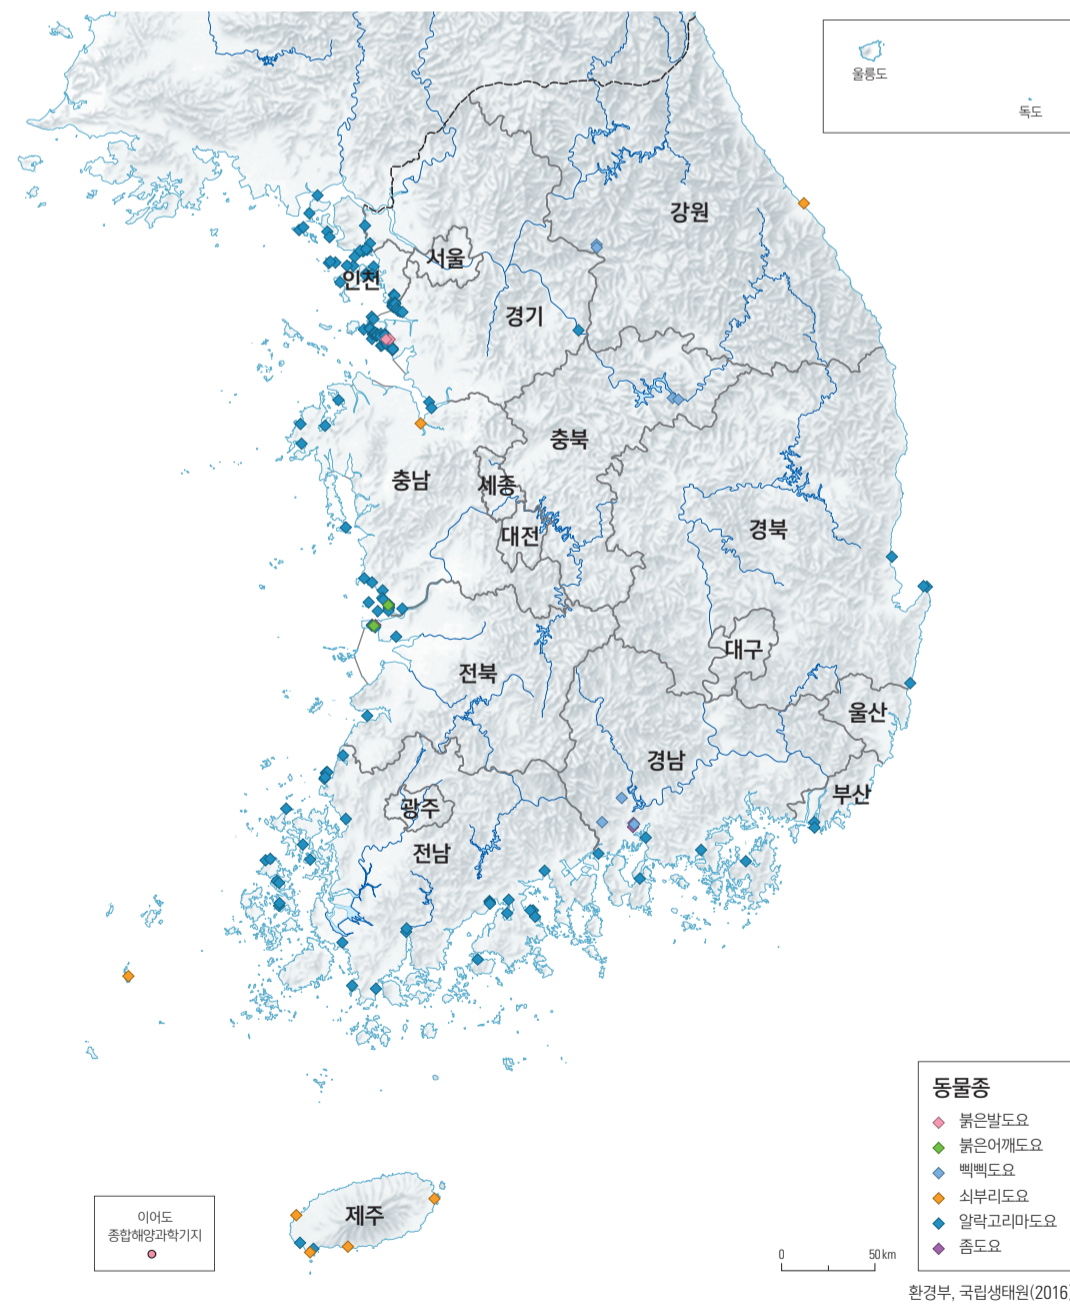 울릉도
독도
강원
서울
인천
경기
충북
충남
세종
대전
경북
대구
전북
울산
경남
부산
광주
전남
제주
이어도
종합해양과학기지
동물종
붉은발도요
붉은어깨도요
삑삑도요
쇠부리도요
알락고리마도요
좀도요
0 50 km
환경부, 국립생태원(2016)